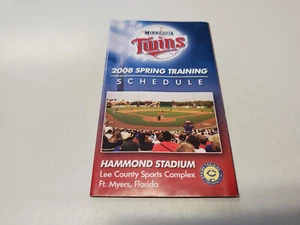 MINNESOTA
Twins
2008 SPRING TRAINING
SCHEDULE
HAMMOND STADIUM
Lee County Sports Complex
Ft. Myers, Florida